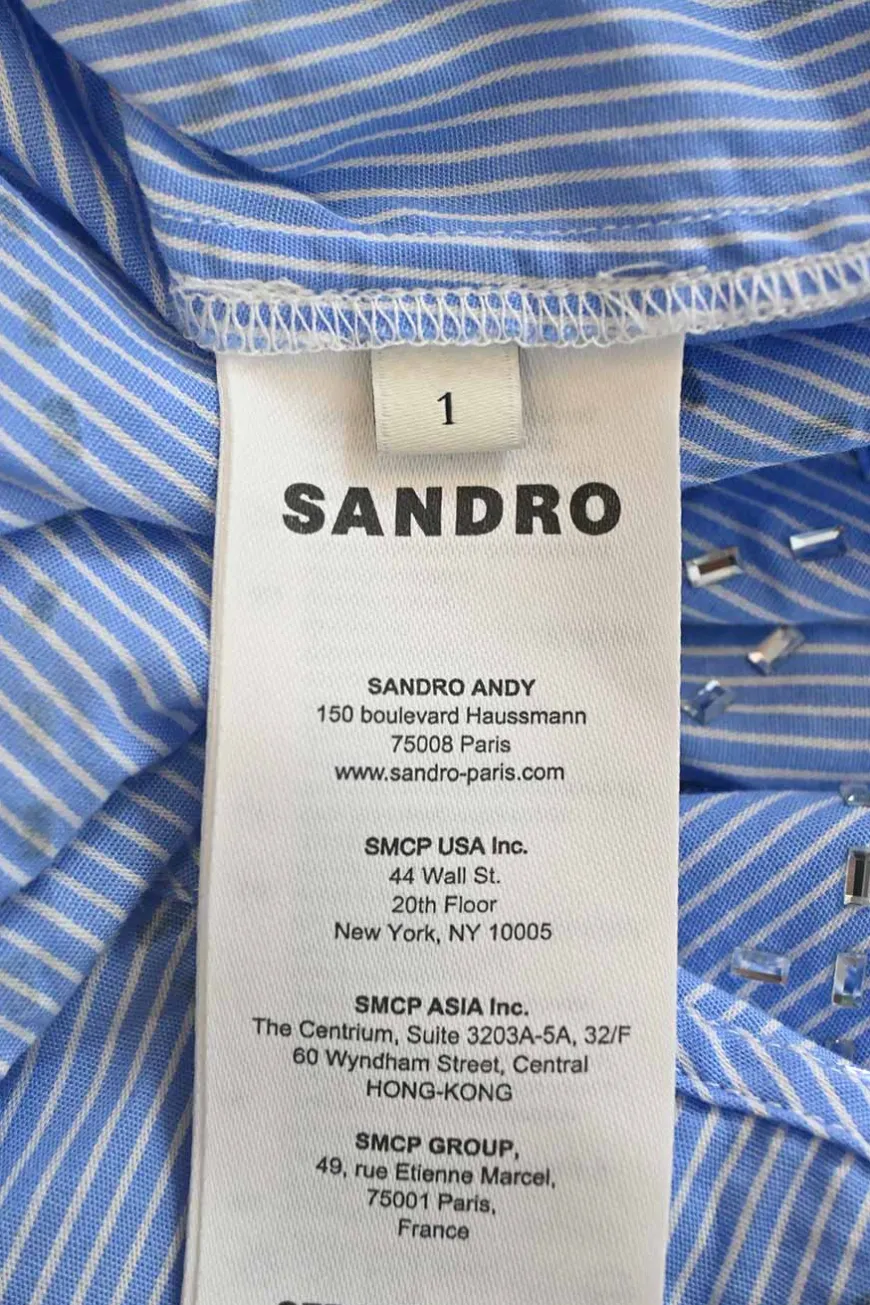 1
SANDRO
SANDRO ANDY
150 boulevard Haussmann
75008 Paris
www.sandro-paris.com
SMCP USA Inc.
44 Wall St.
20th Floor
New York, NY 10005
SMCP ASIA Inc.
The Centrium, Suite 3203A-5A, 32/F
60 Wyndham Street, Central
HONG-KONG
SMCP GROUP,
49, rue Etienne Marcel,
75001 Paris,
France